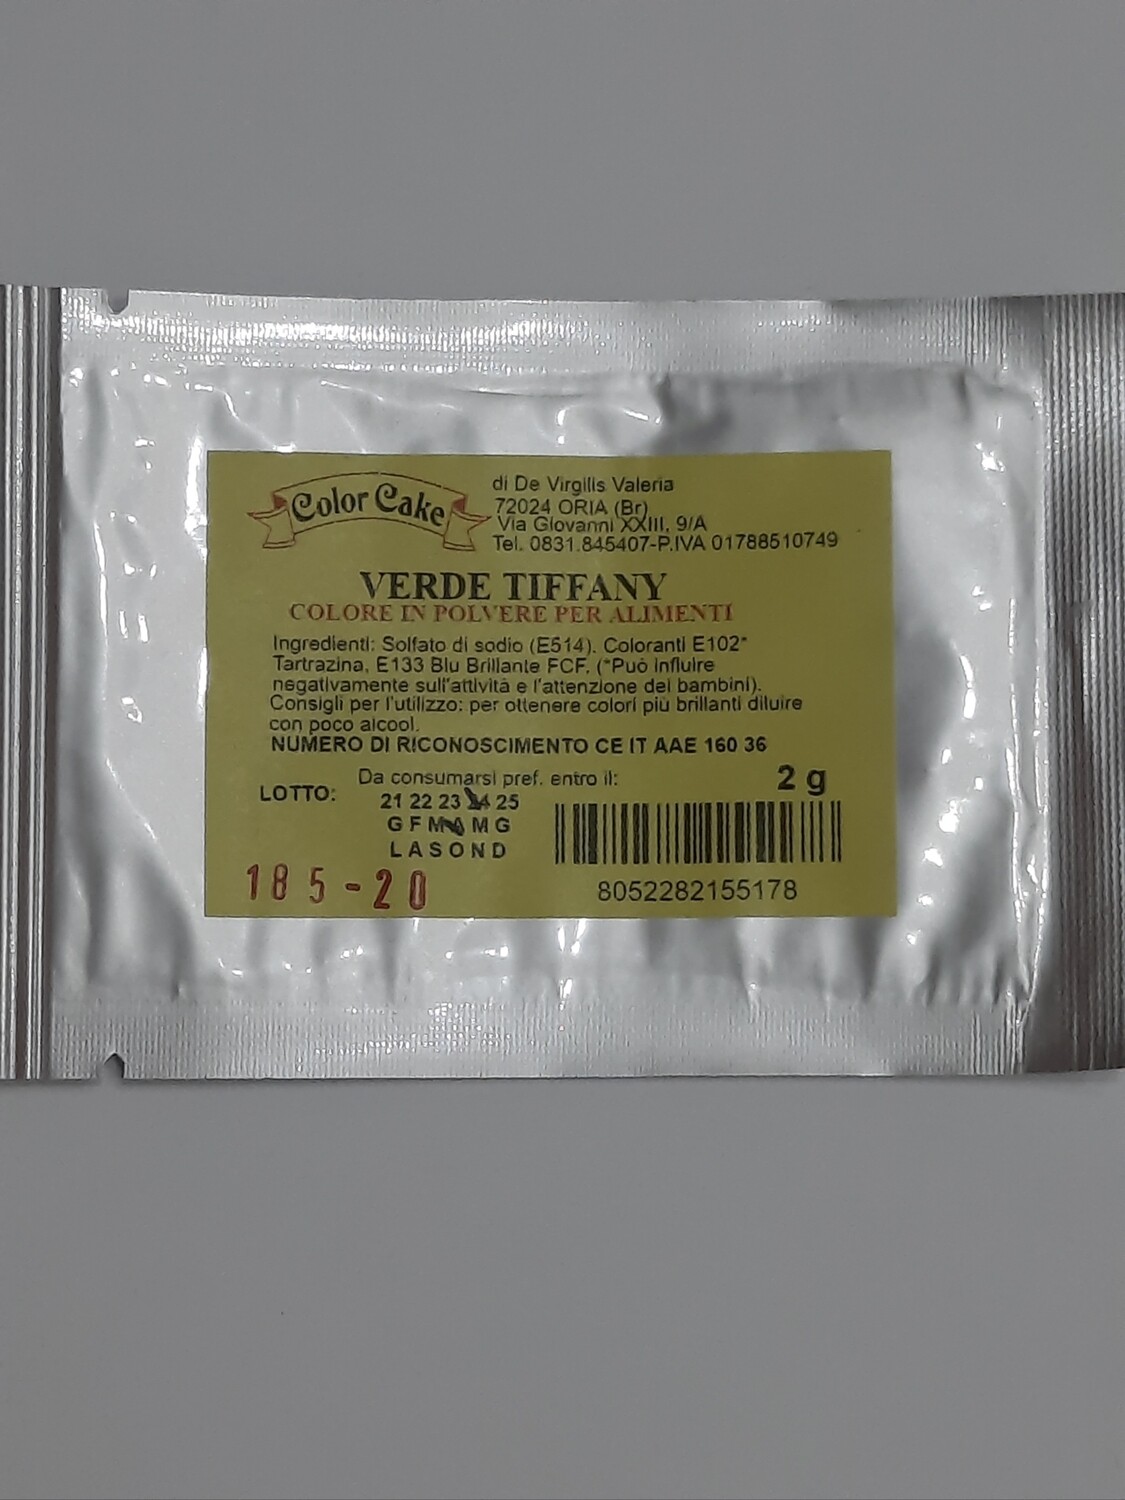 Color Cake
di De Virgilis Valeria
72024 ORIA (Br)
Via Giovanni XXIII, 9/A
Tel. 0831.845407-P.IVA 01788510749
VERDE TIFFANY
COLORE IN POLVERE PER ALIMENTI
Ingredienti: Solfato di sodio (E514). Coloranti E102*
Tartrazina, E133 Blu Brillante FCF. (*Può influire
negativamente sull'attività e l'attenzione dei bambini).
Consigli per l'utilizzo: per ottenere colori più brillanti diluire
con poco alcool.
NUMERO DI RICONOSCIMENTO CE IT AAE 160 36
Da consumarsi pref. entro il:
2 g
LOTTO:
21 22 23 24 25
G F M A M G
L A S O N D
185-20
8052282155178